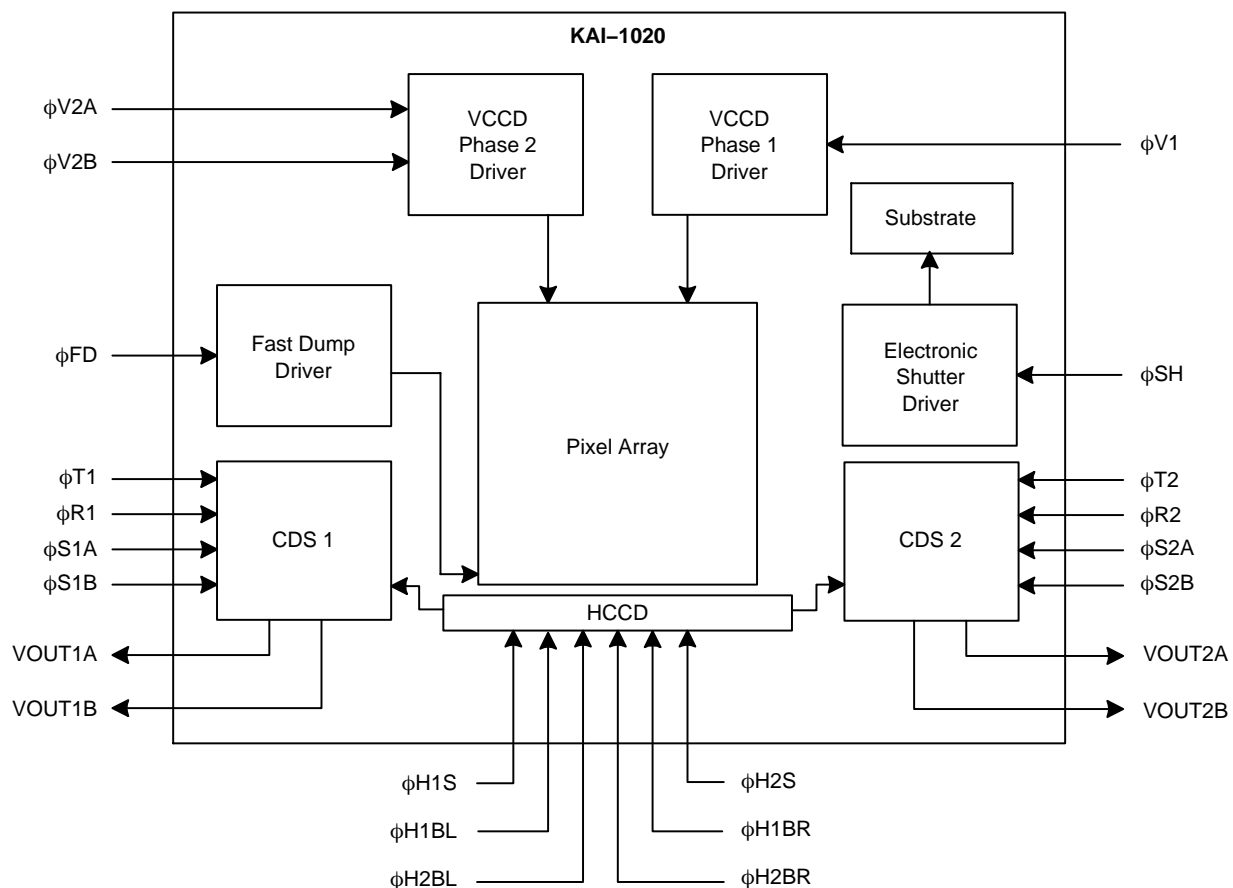 KAI–1020
ϕV2A
ϕV2B
VCCD
Phase 2
Driver
VCCD
Phase 1
Driver
ϕV1
Substrate
ϕFD
Fast Dump
Driver
Pixel Array
Electronic
Shutter
Driver
ϕSH
ϕT1
ϕR1
ϕS1A
ϕS1B
CDS 1
CDS 2
ϕT2
ϕR2
ϕS2A
ϕS2B
HCCD
VOUT1A
VOUT1B
VOUT2A
VOUT2B
ϕH1S
ϕH2S
ϕH1BL
ϕH1BR
ϕH2BL
ϕH2BR